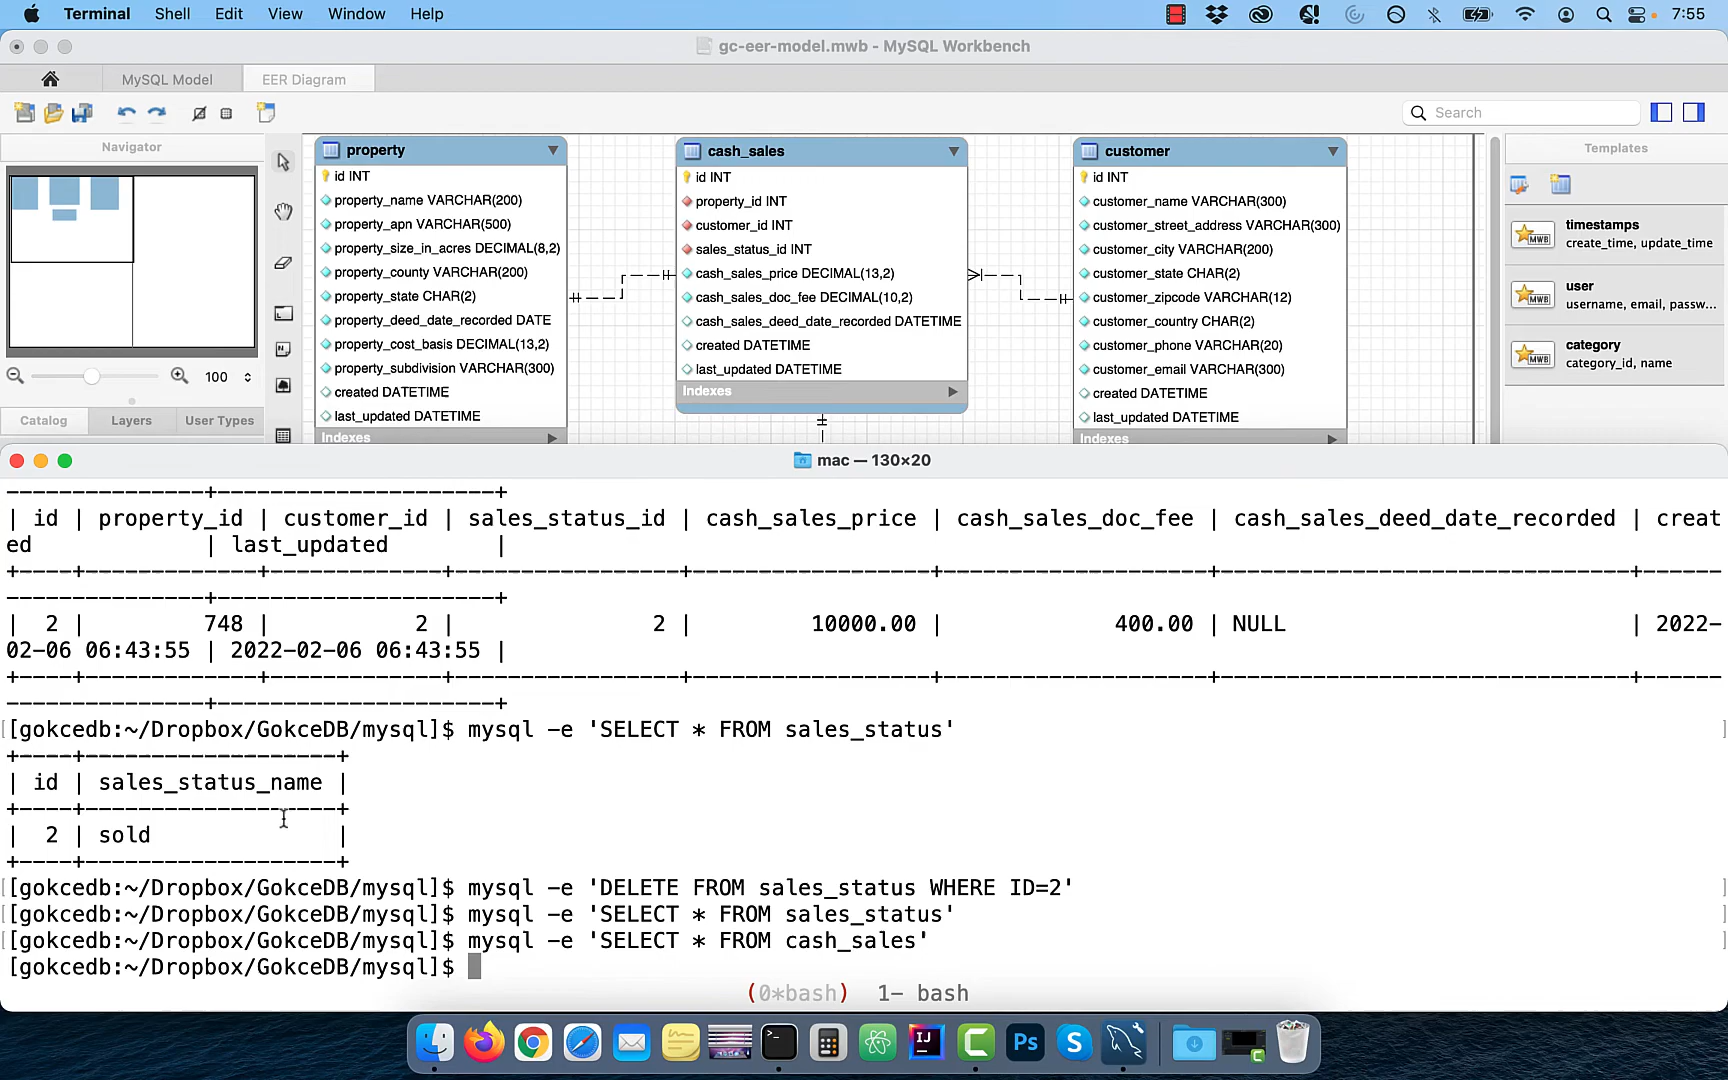 Terminal Shell Edit View Window Help 7:55
gc-eer-model.mwb - MySQL Workbench
MySQL Model EER Diagram
Search
Navigator
100
Catalog Layers User Types
property
id INT
property_name VARCHAR(200)
property_apn VARCHAR(500)
property_size_in_acres DECIMAL(8,2)
property_county VARCHAR(200)
property_state CHAR(2)
property_deed_date_recorded DATE
property_cost_basis DECIMAL(13,2)
property_subdivision VARCHAR(300)
created DATETIME
last_updated DATETIME
Indexes
cash_sales
id INT
property_id INT
customer_id INT
sales_status_id INT
cash_sales_price DECIMAL(13,2)
cash_sales_doc_fee DECIMAL(10,2)
cash_sales_deed_date_recorded DATETIME
created DATETIME
last_updated DATETIME
Indexes
customer
id INT
customer_name VARCHAR(300)
customer_street_address VARCHAR(300)
customer_city VARCHAR(200)
customer_state CHAR(2)
customer_zipcode VARCHAR(12)
customer_country CHAR(2)
customer_phone VARCHAR(20)
customer_email VARCHAR(300)
created DATETIME
last_updated DATETIME
Indexes
Templates
MWB
timestamps
create_time, update_time
MWB
user
username, email, passw...
MWB
category
category_id, name
mac — 130×20
---------------+---------------------+
| id | property_id | customer_id | sales_status_id | cash_sales_price | cash_sales_doc_fee | cash_sales_deed_date_recorded | creat
ed | last_updated |
+----+-------------+-------------+-----------------+------------------+--------------------+-------------------------------+------
---------------+---------------------+
| 2 | 748 | 2 | 2 | 10000.00 | 400.00 | NULL | 2022-
02-06 06:43:55 | 2022-02-06 06:43:55 |
+----+-------------+-------------+-----------------+------------------+--------------------+-------------------------------+------
---------------+---------------------+
[[gokcedb:~/Dropbox/GokceDB/mysql]$ mysql -e 'SELECT * FROM sales_status' ]
+----+-------------------+
| id | sales_status_name |
+----+-------------------+
| 2 | sold |
+----+-------------------+
[[gokcedb:~/Dropbox/GokceDB/mysql]$ mysql -e 'DELETE FROM sales_status WHERE ID=2' ]
[[gokcedb:~/Dropbox/GokceDB/mysql]$ mysql -e 'SELECT * FROM sales_status' ]
[[gokcedb:~/Dropbox/GokceDB/mysql]$ mysql -e 'SELECT * FROM cash_sales' ]
[gokcedb:~/Dropbox/GokceDB/mysql]$
(0*bash) 1- bash
IJ Ps